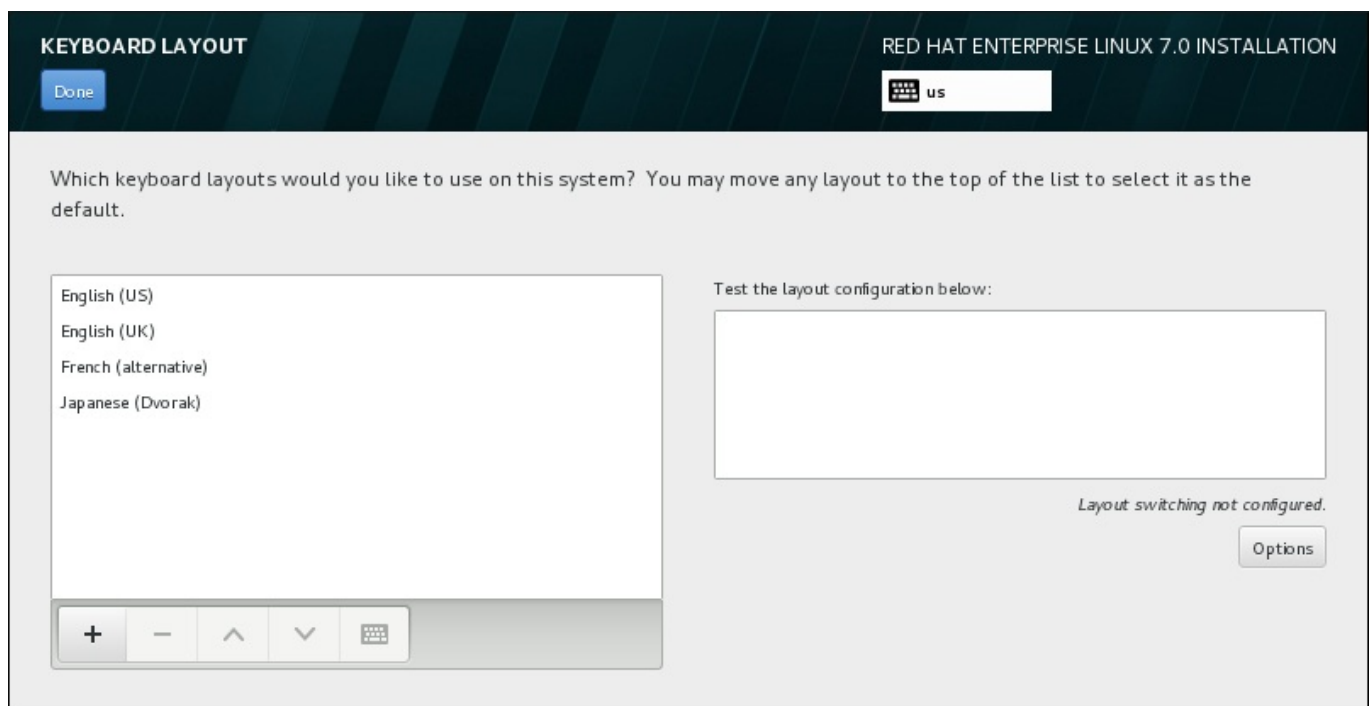 KEYBOARD LAYOUT
RED HAT ENTERPRISE LINUX 7.0 INSTALLATION
Done
us
Which keyboard layouts would you like to use on this system? You may move any layout to the top of the list to select it as the
default.
English (US)
English (UK)
French (alternative)
Japanese (Dvorak)
Test the layout configuration below:
Layout switching not configured.
Options